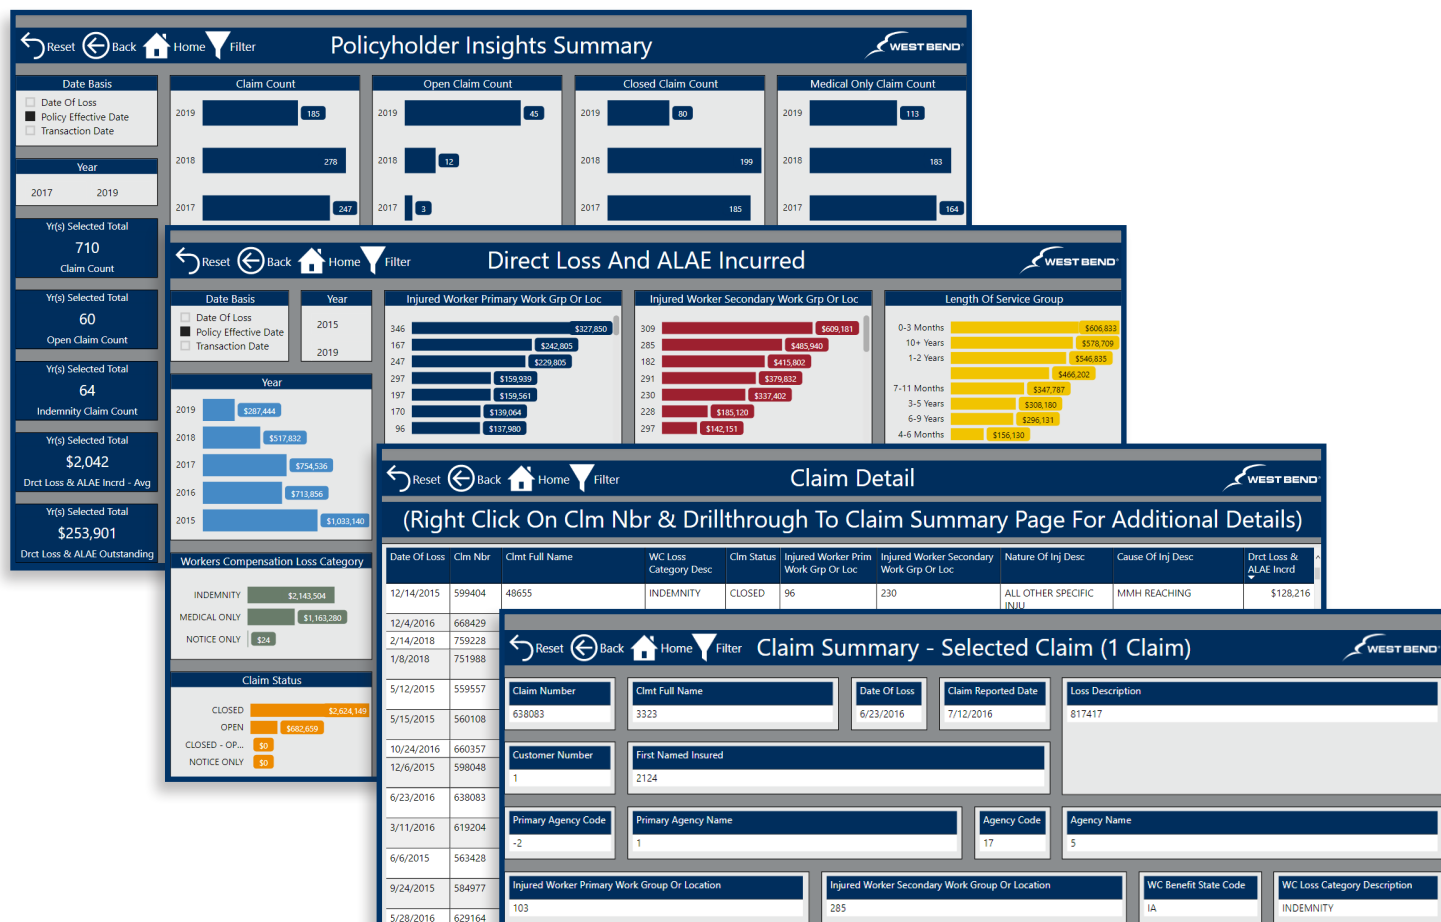 Reset
Back
Home
Filter
Policyholder Insights Summary
WEST BEND
Date Basis
Date Of Loss
Policy Effective Date
Transaction Date
Year
2017 2019
Yr(s) Selected Total
710
Claim Count
Yr(s) Selected Total
60
Open Claim Count
Yr(s) Selected Total
64
Indemnity Claim Count
Yr(s) Selected Total
$2,042
Drct Loss & ALAE Incrd - Avg
Yr(s) Selected Total
$253,901
Drct Loss & ALAE Outstanding
Claim Count
2019 185
2018 278
2017 247
Open Claim Count
2019 45
2018 12
2017 3
Closed Claim Count
2019 80
2018 199
2017 185
Medical Only Claim Count
2019 113
2018 183
2017 164
Reset
Back
Home
Filter
Direct Loss And ALAE Incurred
WEST BEND
Date Basis
Date Of Loss
Policy Effective Date
Transaction Date
Year
2015
2019
Year
2019 $287,444
2018 $517,832
2017 $754,536
2016 $713,856
2015 $1,033,140
Workers Compensation Loss Category
INDEMNITY $2,143,504
MEDICAL ONLY $1,163,280
NOTICE ONLY $24
Claim Status
CLOSED $2,624,149
OPEN $682,659
CLOSED - OP... $0
NOTICE ONLY $0
Injured Worker Primary Work Grp Or Loc
346 $327,850
167 $242,805
247 $229,805
297 $159,939
197 $159,561
170 $139,064
96 $137,980
Injured Worker Secondary Work Grp Or Loc
309 $609,181
285 $485,940
182 $415,802
291 $379,832
230 $337,402
228 $185,120
297 $142,151
Length Of Service Group
0-3 Months $606,833
10+ Years $578,709
1-2 Years $546,835
$466,202
7-11 Months $347,787
3-5 Years $308,180
6-9 Years $296,131
4-6 Months $156,130
Reset
Back
Home
Filter
Claim Detail
WEST BEND
(Right Click On Clm Nbr & Drillthrough To Claim Summary Page For Additional Details)
Date Of Loss Clm Nbr Clmt Full Name WC Loss Category Desc Clm Status Injured Worker Prim Work Grp Or Loc Injured Worker Secondary Work Grp Or Loc Nature Of Inj Desc Cause Of Inj Desc Drct Loss & ALAE Incrd
12/14/2015 599404 48655 INDEMNITY CLOSED 96 230 ALL OTHER SPECIFIC INJU MMH REACHING $128,216
12/4/2016 668429
2/14/2018 759228
1/8/2018 751988
5/12/2015 559557
5/15/2015 560108
10/24/2016 660357
12/6/2015 598048
6/23/2016 638083
3/11/2016 619204
6/6/2015 563428
9/24/2015 584977
5/28/2016 629164
Reset
Back
Home
Filter
Claim Summary - Selected Claim (1 Claim)
WEST BEND
Claim Number
638083
Clmt Full Name
3323
Date Of Loss
6/23/2016
Claim Reported Date
7/12/2016
Loss Description
817417
Customer Number
1
First Named Insured
2124
Primary Agency Code
-2
Primary Agency Name
1
Agency Code
17
Agency Name
5
Injured Worker Primary Work Group Or Location
103
Injured Worker Secondary Work Group Or Location
285
WC Benefit State Code
IA
WC Loss Category Description
INDEMNITY